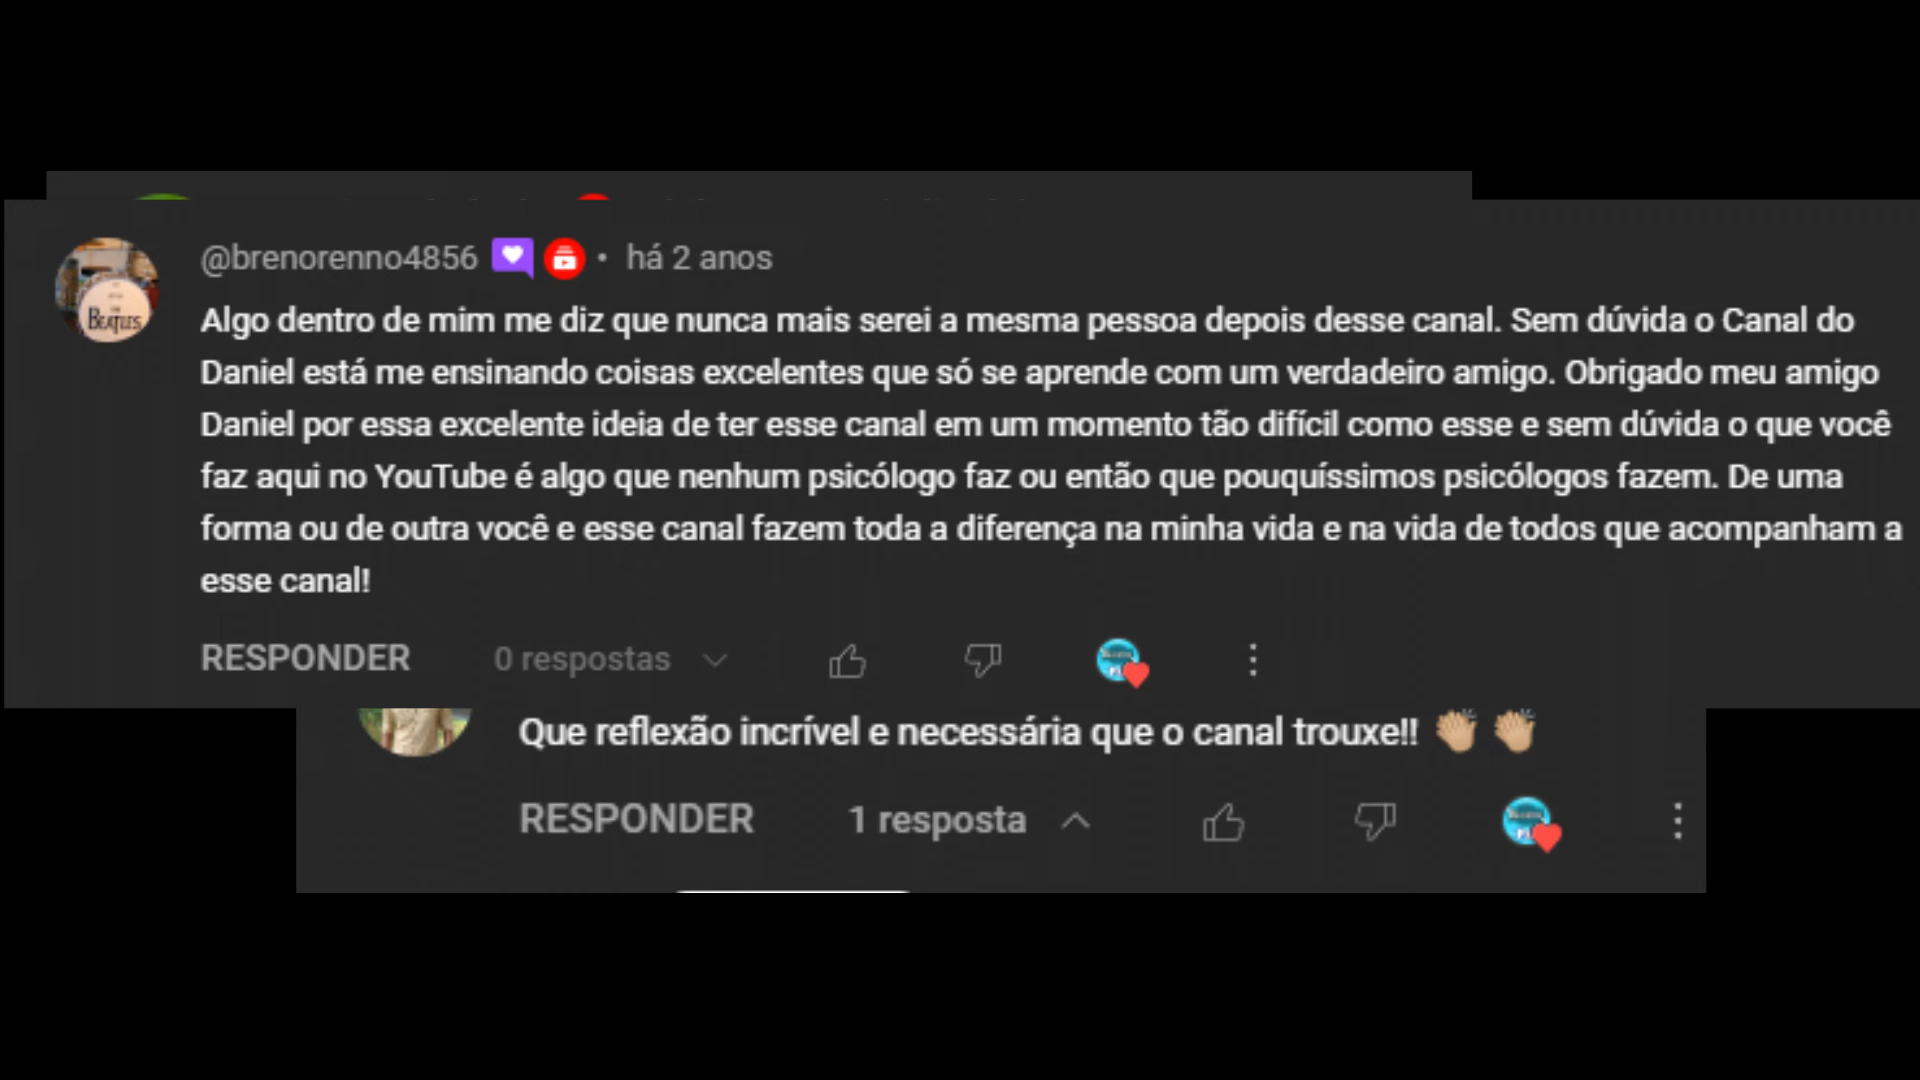 @brenorenno4856 • há 2 anos
Algo dentro de mim me diz que nunca mais serei a mesma pessoa depois desse canal. Sem dúvida o Canal do
Daniel está me ensinando coisas excelentes que só se aprende com um verdadeiro amigo. Obrigado meu amigo
Daniel por essa excelente ideia de ter esse canal em um momento tão difícil como esse e sem dúvida o que você
faz aqui no YouTube é algo que nenhum psicólogo faz ou então que pouquíssimos psicólogos fazem. De uma
forma ou de outra você e esse canal fazem toda a diferença na minha vida e na vida de todos que acompanham a
esse canal!
RESPONDER 0 respostas
Que reflexão incrível e necessária que o canal trouxe!! 👏🏼 👏🏼
RESPONDER 1 resposta
BEATLES